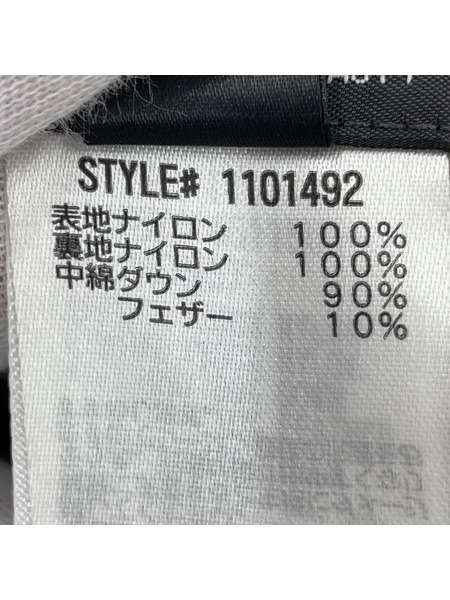 STYLE# 1101492
表地ナイロン 100%
裏地ナイロン 100%
中綿ダウン 90%
フェザー 10%